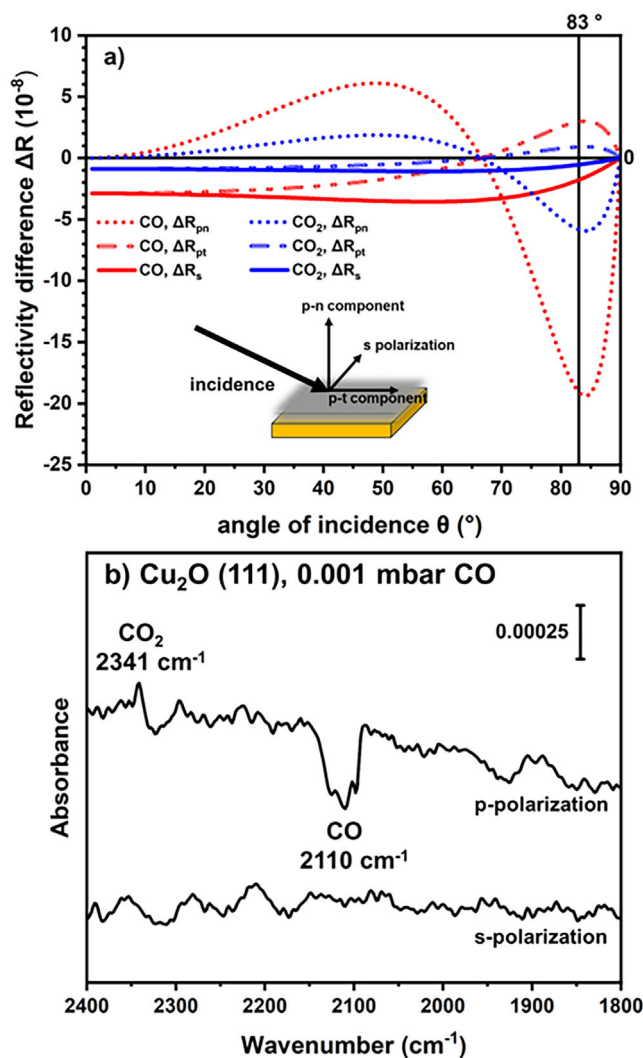 83 °
a)
10
5
0
-5
-10
-15
-20
-25
0
Reflectivity difference ΔR (10⁻⁸)
CO, ΔRₚₙ
CO, ΔRₚₜ
CO, ΔRₛ
CO₂, ΔRₚₙ
CO₂, ΔRₚₜ
CO₂, ΔRₛ
p-n component
s polarization
incidence
p-t component
0 10 20 30 40 50 60 70 80 90
angle of incidence θ (°)
b) Cu₂O (111), 0.001 mbar CO
0.00025
CO₂
2341 cm⁻¹
Absorbance
p-polarization
CO
2110 cm⁻¹
s-polarization
2400 2300 2200 2100 2000 1900 1800
Wavenumber (cm⁻¹)